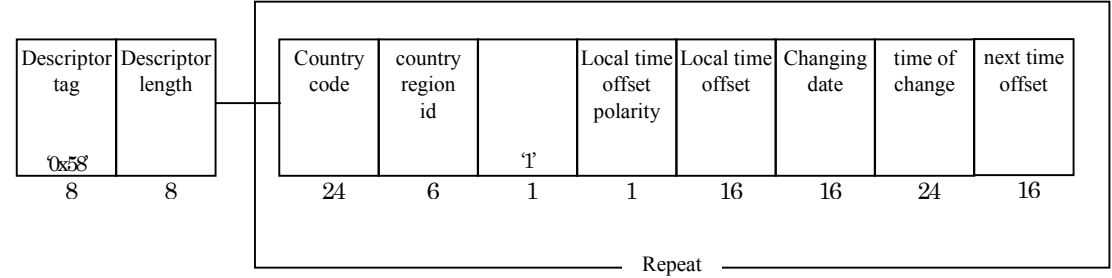 Descriptor
tag
'0x58'
8
Descriptor
length
8
Country
code
24
country
region
id
6
'1'
1
Local time
offset
polarity
1
Local time
offset
16
Changing
date
16
time of
change
24
next time
offset
16
Repeat